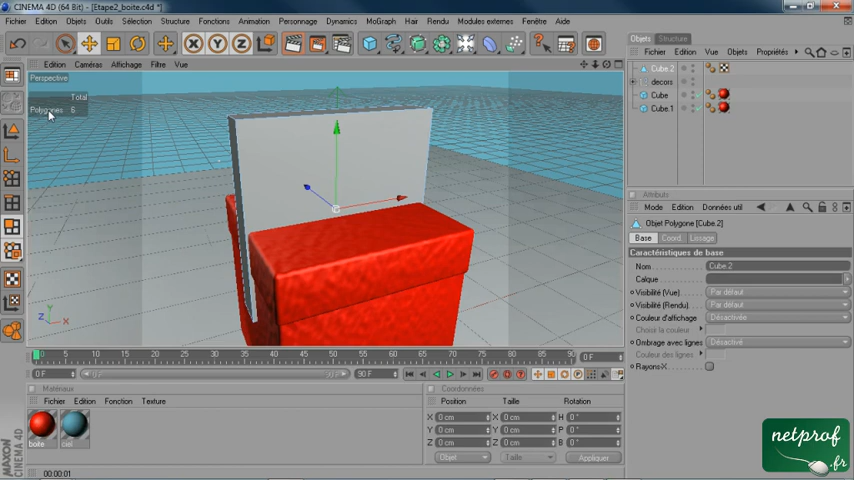 CINEMA 4D (64 Bit) - [Etape2_boite.c4d *]
Fichier Edition Outils Sélection Structure Fonctions Animation Personnages Dynamics MoGraph Hair Rendu Modules externes Fenêtre Aide
X Y Z
Objets Structure
Fichier Edition Vue Objets Propriétés
Edition Caméras Affichage Filtre Vue
Perspective
Total
Polygones 6
Cube.2
decors
Cube
Cube.1
Attributs
Mode Edition Données util
Objet Polygone [Cube.2]
Base Coord. Lissage
Caractéristiques de base
Nom Cube.2
Calque
Visibilité (Vue) Par défaut
Visibilité (Rendu) Par défaut
Couleur d'affichage Désactivée
Choisir la couleur
Ombrage avec lignes Désactivé
Couleur des lignes
Rayons-X
Y
Z X
0 5 10 15 20 25 30 35 40 45 50 55 60 65 70 75 80 85 90 0 F
0 F 0 F 90 F 90 F
Matériaux
Fichier Edition Fonction Texture
boite ciel
Coordonnées
Position Taille Rotation
X 0 cm X 0 cm H 0 °
Y 0 cm Y 0 cm P 0 °
Z 0 cm Z 0 cm B 0 °
Objet Taille Appliquer
MAXON
CINEMA 4D
00:00:01
netprof
.fr